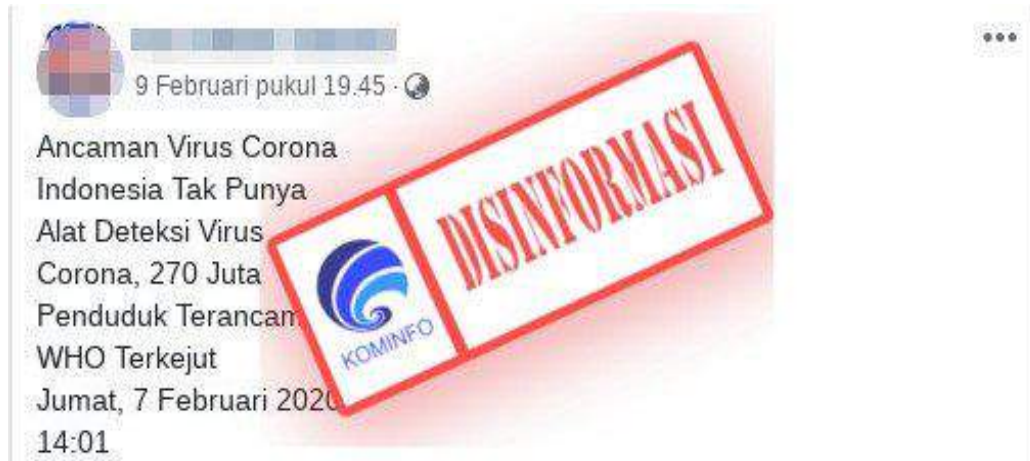 9 Februari pukul 19.45 ·
Ancaman Virus Corona
Indonesia Tak Punya
Alat Deteksi Virus
Corona, 270 Juta
Penduduk Terancam
WHO Terkejut
Jumat, 7 Februari 2020
14:01
KOMINFO
DISINFORMASI